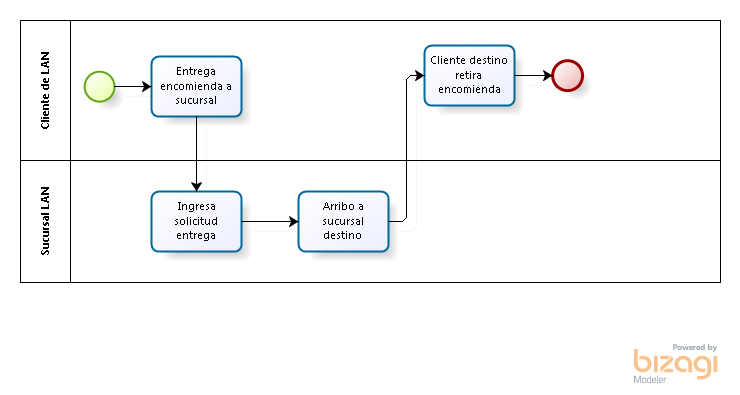 Cliente de LAN
Entrega
encomienda a
sucursal
Cliente destino
retira
encomienda
Sucursal LAN
Ingresa
solicitud
entrega
Arribo a
sucursal
destino
Powered by
bizagi
Modeler